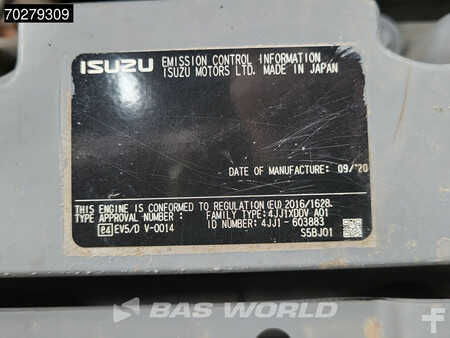 70279309
ISUZU EMISSION CONTROL INFORMATION
ISUZU MOTORS LTD. MADE IN JAPAN
DATE OF MANUFACTURE: 09/'20
THIS ENGINE IS CONFORMED TO REGULATION (EU) 2016/1628.
TYPE APPROVAL NUMBER : FAMILY TYPE: 4JJ1XDDV AQ1
e4 EV5/D V-0014 ID NUMBER: 4JJ1 - 603883
S5BJ01
BAS WORLD